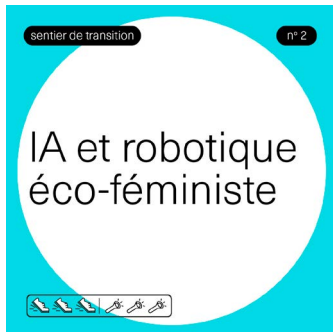 sentier de transition
n° 2
IA et robotique
éco-féministe